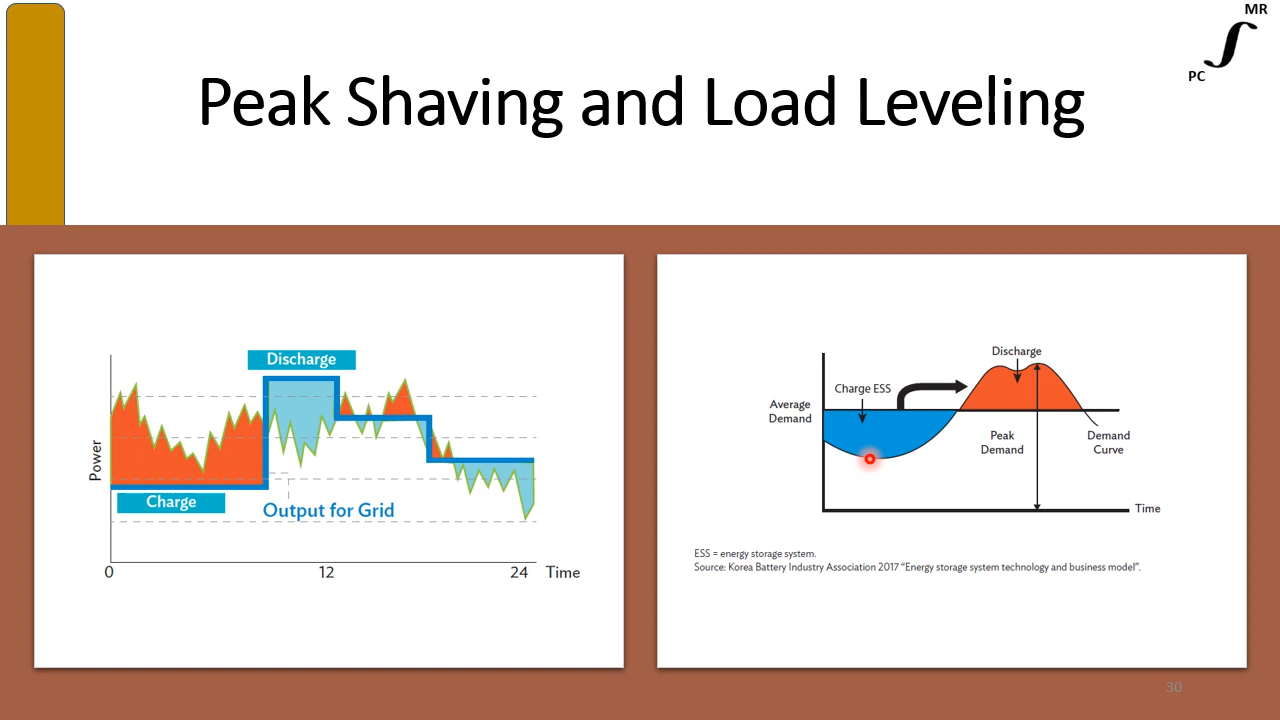 MR
PC
Peak Shaving and Load Leveling
Discharge
Power
Charge
Output for Grid
0
12
24
Time
Discharge
Charge ESS
Average
Demand
Peak
Demand
Demand
Curve
Time
ESS = energy storage system.
Source: Korea Battery Industry Association 2017 “Energy storage system technology and business model”.
30